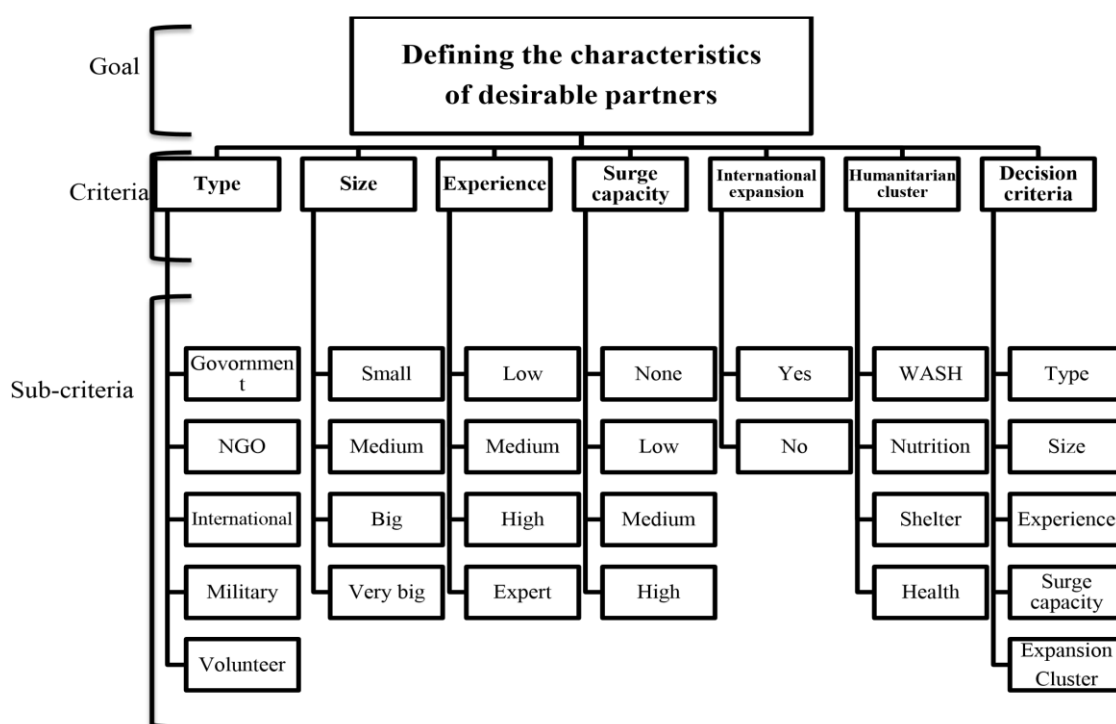 Goal
Defining the characteristics
of desirable partners
Criteria
Type
Size
Experience
Surge
capacity
International
expansion
Humanitarian
cluster
Decision
criteria
Sub-criteria
Govornmen
t
Small
Low
None
Yes
WASH
Type
NGO
Medium
Medium
Low
No
Nutrition
Size
International
Big
High
Medium
Shelter
Experience
Military
Very big
Expert
High
Health
Surge
capacity
Volunteer
Expansion
Cluster